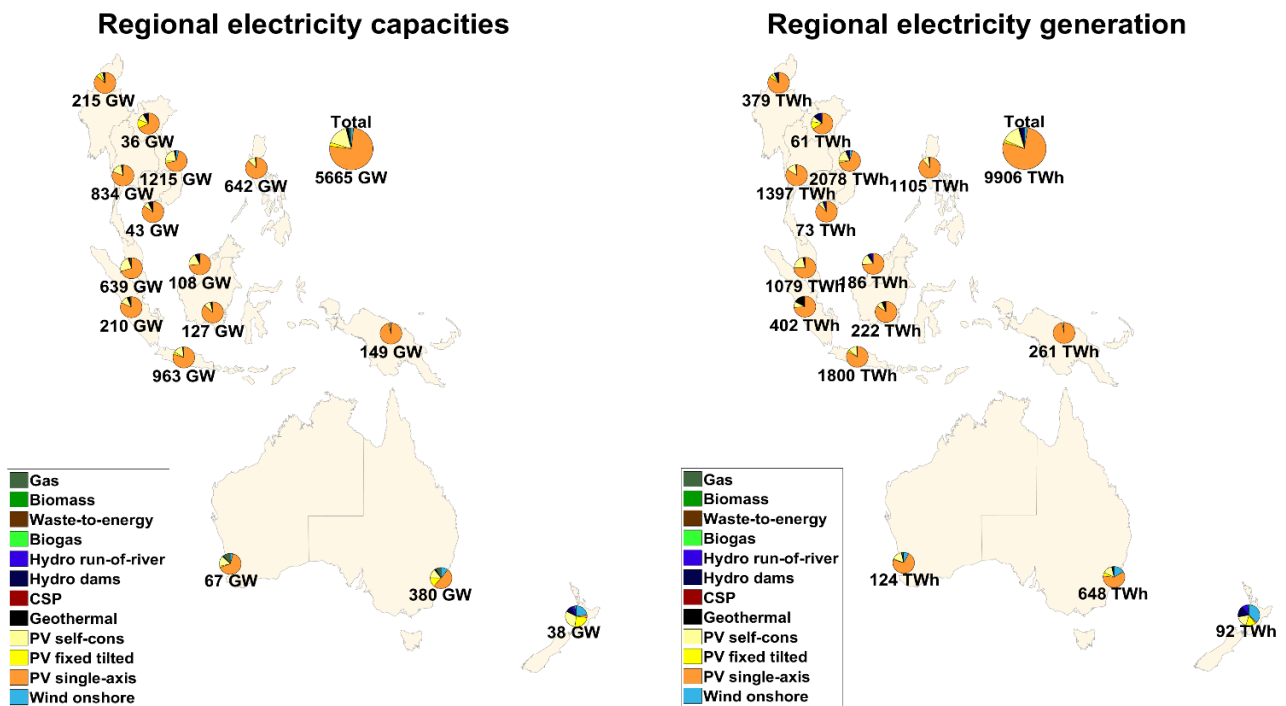 Regional electricity capacities
215 GW
36 GW
Total
5665 GW
1215 GW
834 GW
642 GW
43 GW
639 GW
108 GW
210 GW
127 GW
149 GW
963 GW
67 GW
380 GW
38 GW
Gas
Biomass
Waste-to-energy
Biogas
Hydro run-of-river
Hydro dams
CSP
Geothermal
PV self-cons
PV fixed tilted
PV single-axis
Wind onshore
Regional electricity generation
379 TWh
61 TWh
Total
9906 TWh
2078 TWh
1397 TWh
1105 TWh
73 TWh
1079 TWh
186 TWh
402 TWh
222 TWh
261 TWh
1800 TWh
124 TWh
648 TWh
92 TWh
Gas
Biomass
Waste-to-energy
Biogas
Hydro run-of-river
Hydro dams
CSP
Geothermal
PV self-cons
PV fixed tilted
PV single-axis
Wind onshore